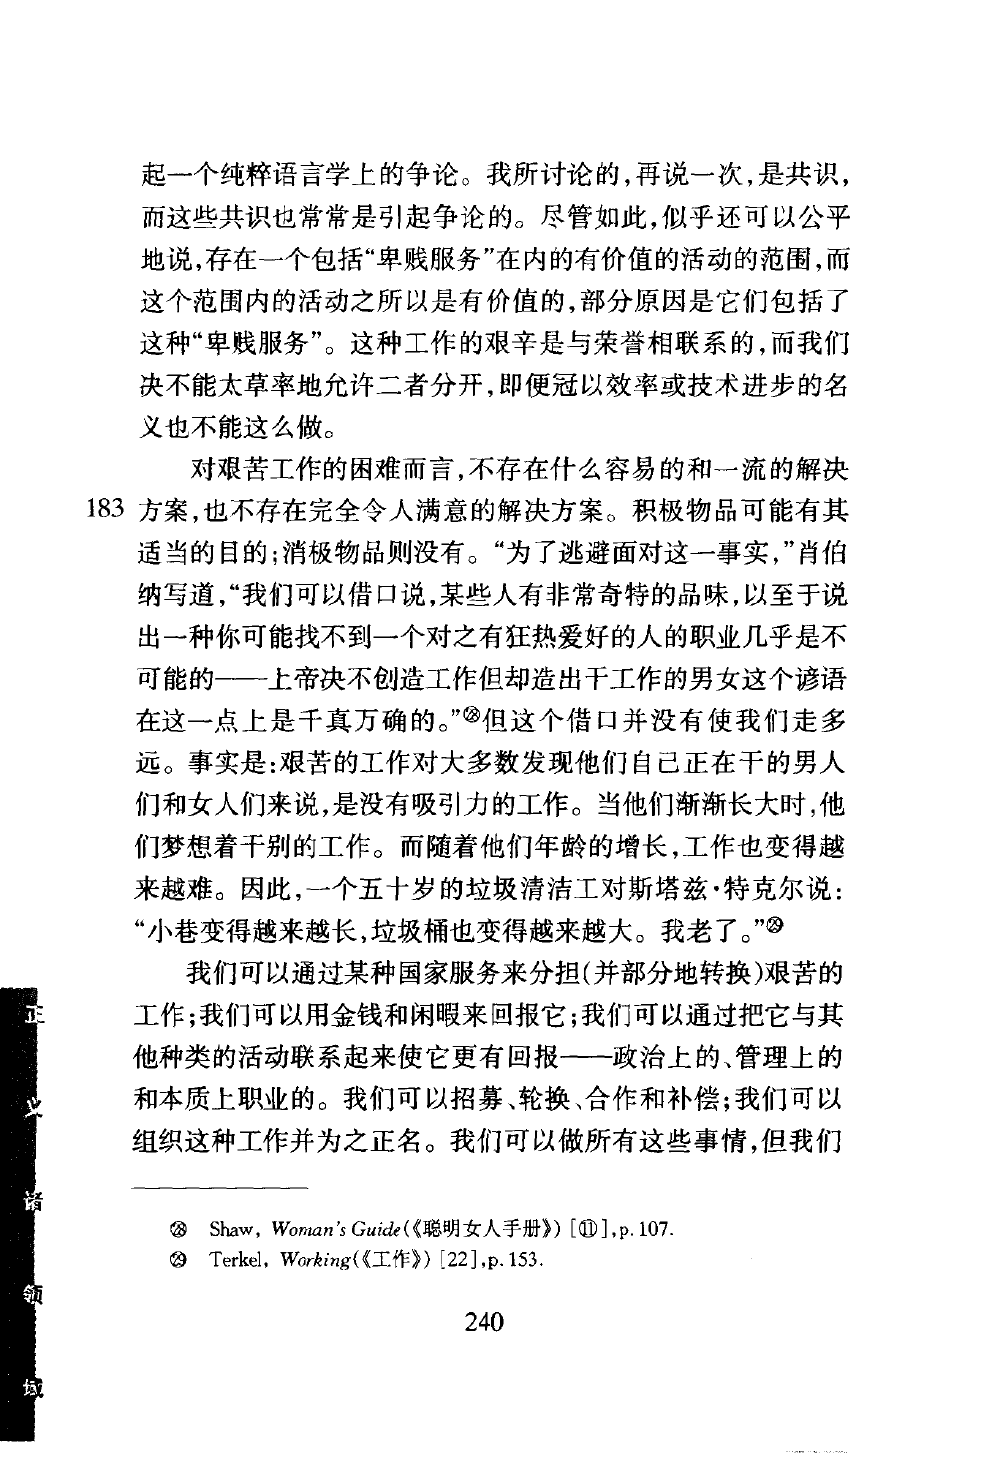 起一个纯粹语言学上的争论。我所讨论的,再说一次,是共识,
而这些共识也常常是引起争论的。尽管如此,似乎还可以公平
地说,存在一个包括“卑贱服务”在内的有价值的活动的范围,而
这个范围内的活动之所以是有价值的,部分原因是它们包括了
这种“卑贱服务”。这种工作的艰辛是与荣誉相联系的,而我们
决不能太草率地允许二者分开,即便冠以效率或技术进步的名
义也不能这么做。
对艰苦工作的困难而言,不存在什么容易的和一流的解决
183 方案,也不存在完全令人满意的解决方案。积极物品可能有其
适当的目的;消极物品则没有。“为了逃避面对这一事实,”肖伯
纳写道,“我们可以借口说,某些人有非常奇特的品味,以至于说
出一种你可能找不到一个对之有狂热爱好的人的职业几乎是不
可能的——上帝决不创造工作但却造出干工作的男女这个谚语
在这一点上是千真万确的。”㉘但这个借口并没有使我们走多
远。事实是:艰苦的工作对大多数发现他们自己正在干的男人
们和女人们来说,是没有吸引力的工作。当他们渐渐长大时,他
们梦想着干别的工作。而随着他们年龄的增长,工作也变得越
来越难。因此,一个五十岁的垃圾清洁工对斯塔兹·特克尔说:
“小巷变得越来越长,垃圾桶也变得越来越大。我老了。”㉙
我们可以通过某种国家服务来分担(并部分地转换)艰苦的
工作;我们可以用金钱和闲暇来回报它;我们可以通过把它与其
他种类的活动联系起来使它更有回报——政治上的、管理上的
和本质上职业的。我们可以招募、轮换、合作和补偿;我们可以
组织这种工作并为之正名。我们可以做所有这些事情,但我们
㉘ Shaw, Woman's Guide(《聪明女人手册》) [⑪],p.107.
㉙ Terkel, Working(《工作》) [22],p.153.
240
正
义
诸
领
域